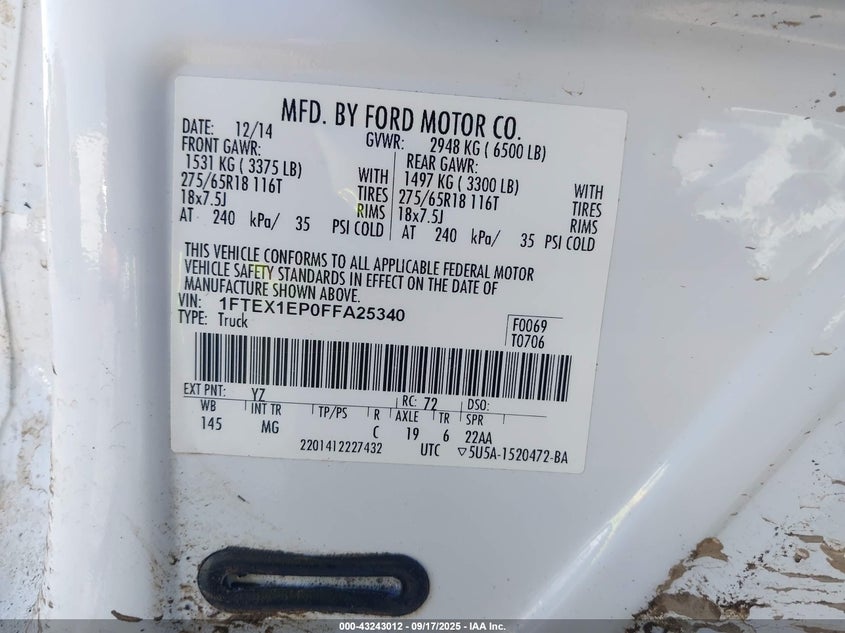 MFD. BY FORD MOTOR CO.
DATE: 12/14 GVWR: 2948 KG ( 6500 LB)
FRONT GAWR: REAR GAWR:
1531 KG ( 3375 LB) WITH 1497 KG ( 3300 LB) WITH
275/65R18 116T TIRES 275/65R18 116T TIRES
18x7.5J RIMS 18x7.5J RIMS
AT 240 kPa/ 35 PSI COLD AT 240 kPa/ 35 PSI COLD
THIS VEHICLE CONFORMS TO ALL APPLICABLE FEDERAL MOTOR
VEHICLE SAFETY STANDARDS IN EFFECT ON THE DATE OF
MANUFACTURE SHOWN ABOVE.
VIN: 1FTEX1EP0FFA25340
TYPE: Truck
F0069
T0706
EXT PNT: YZ RC: 72 DSO:
WB INT TR TP/PS R AXLE TR SPR
145 MG C 19 6 22AA
2201412227432 UTC ▽5U5A-1520472-BA
000-43243012 - 09/17/2025 - IAA Inc.